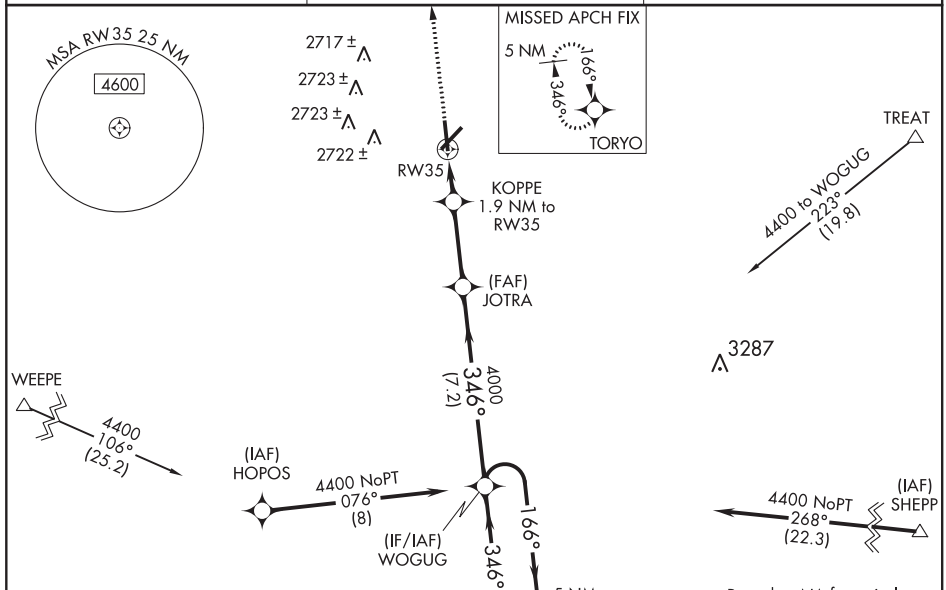 MSA RW35 25 NM
4600
2717 ±
2723 ±
2723 ±
2722 ±
RW35
MISSED APCH FIX
5 NM
346°
166°
TORYO
TREAT
4400 to WOGUG
223°
(19.8)
KOPPE
1.9 NM to
RW35
(FAF)
JOTRA
3287
4000
346°
(7.2)
WEEPE
4400
106°
(25.2)
(IAF)
HOPOS
4400 NoPT
076°
(8)
(IF/IAF)
WOGUG
346°
166°
4400 NoPT
268°
(22.3)
(IAF)
SHEPP
5 NM